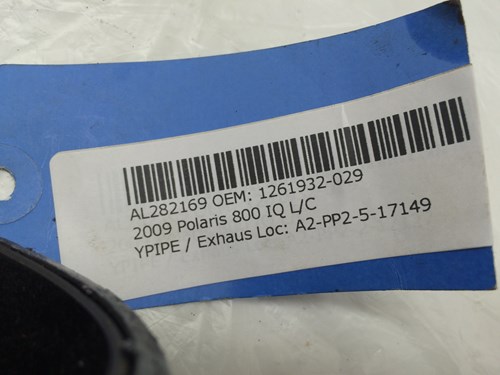 AL282169 OEM: 1261932-029
2009 Polaris 800 IQ L/C
YPIPE / Exhaus Loc: A2-PP2-5-17149